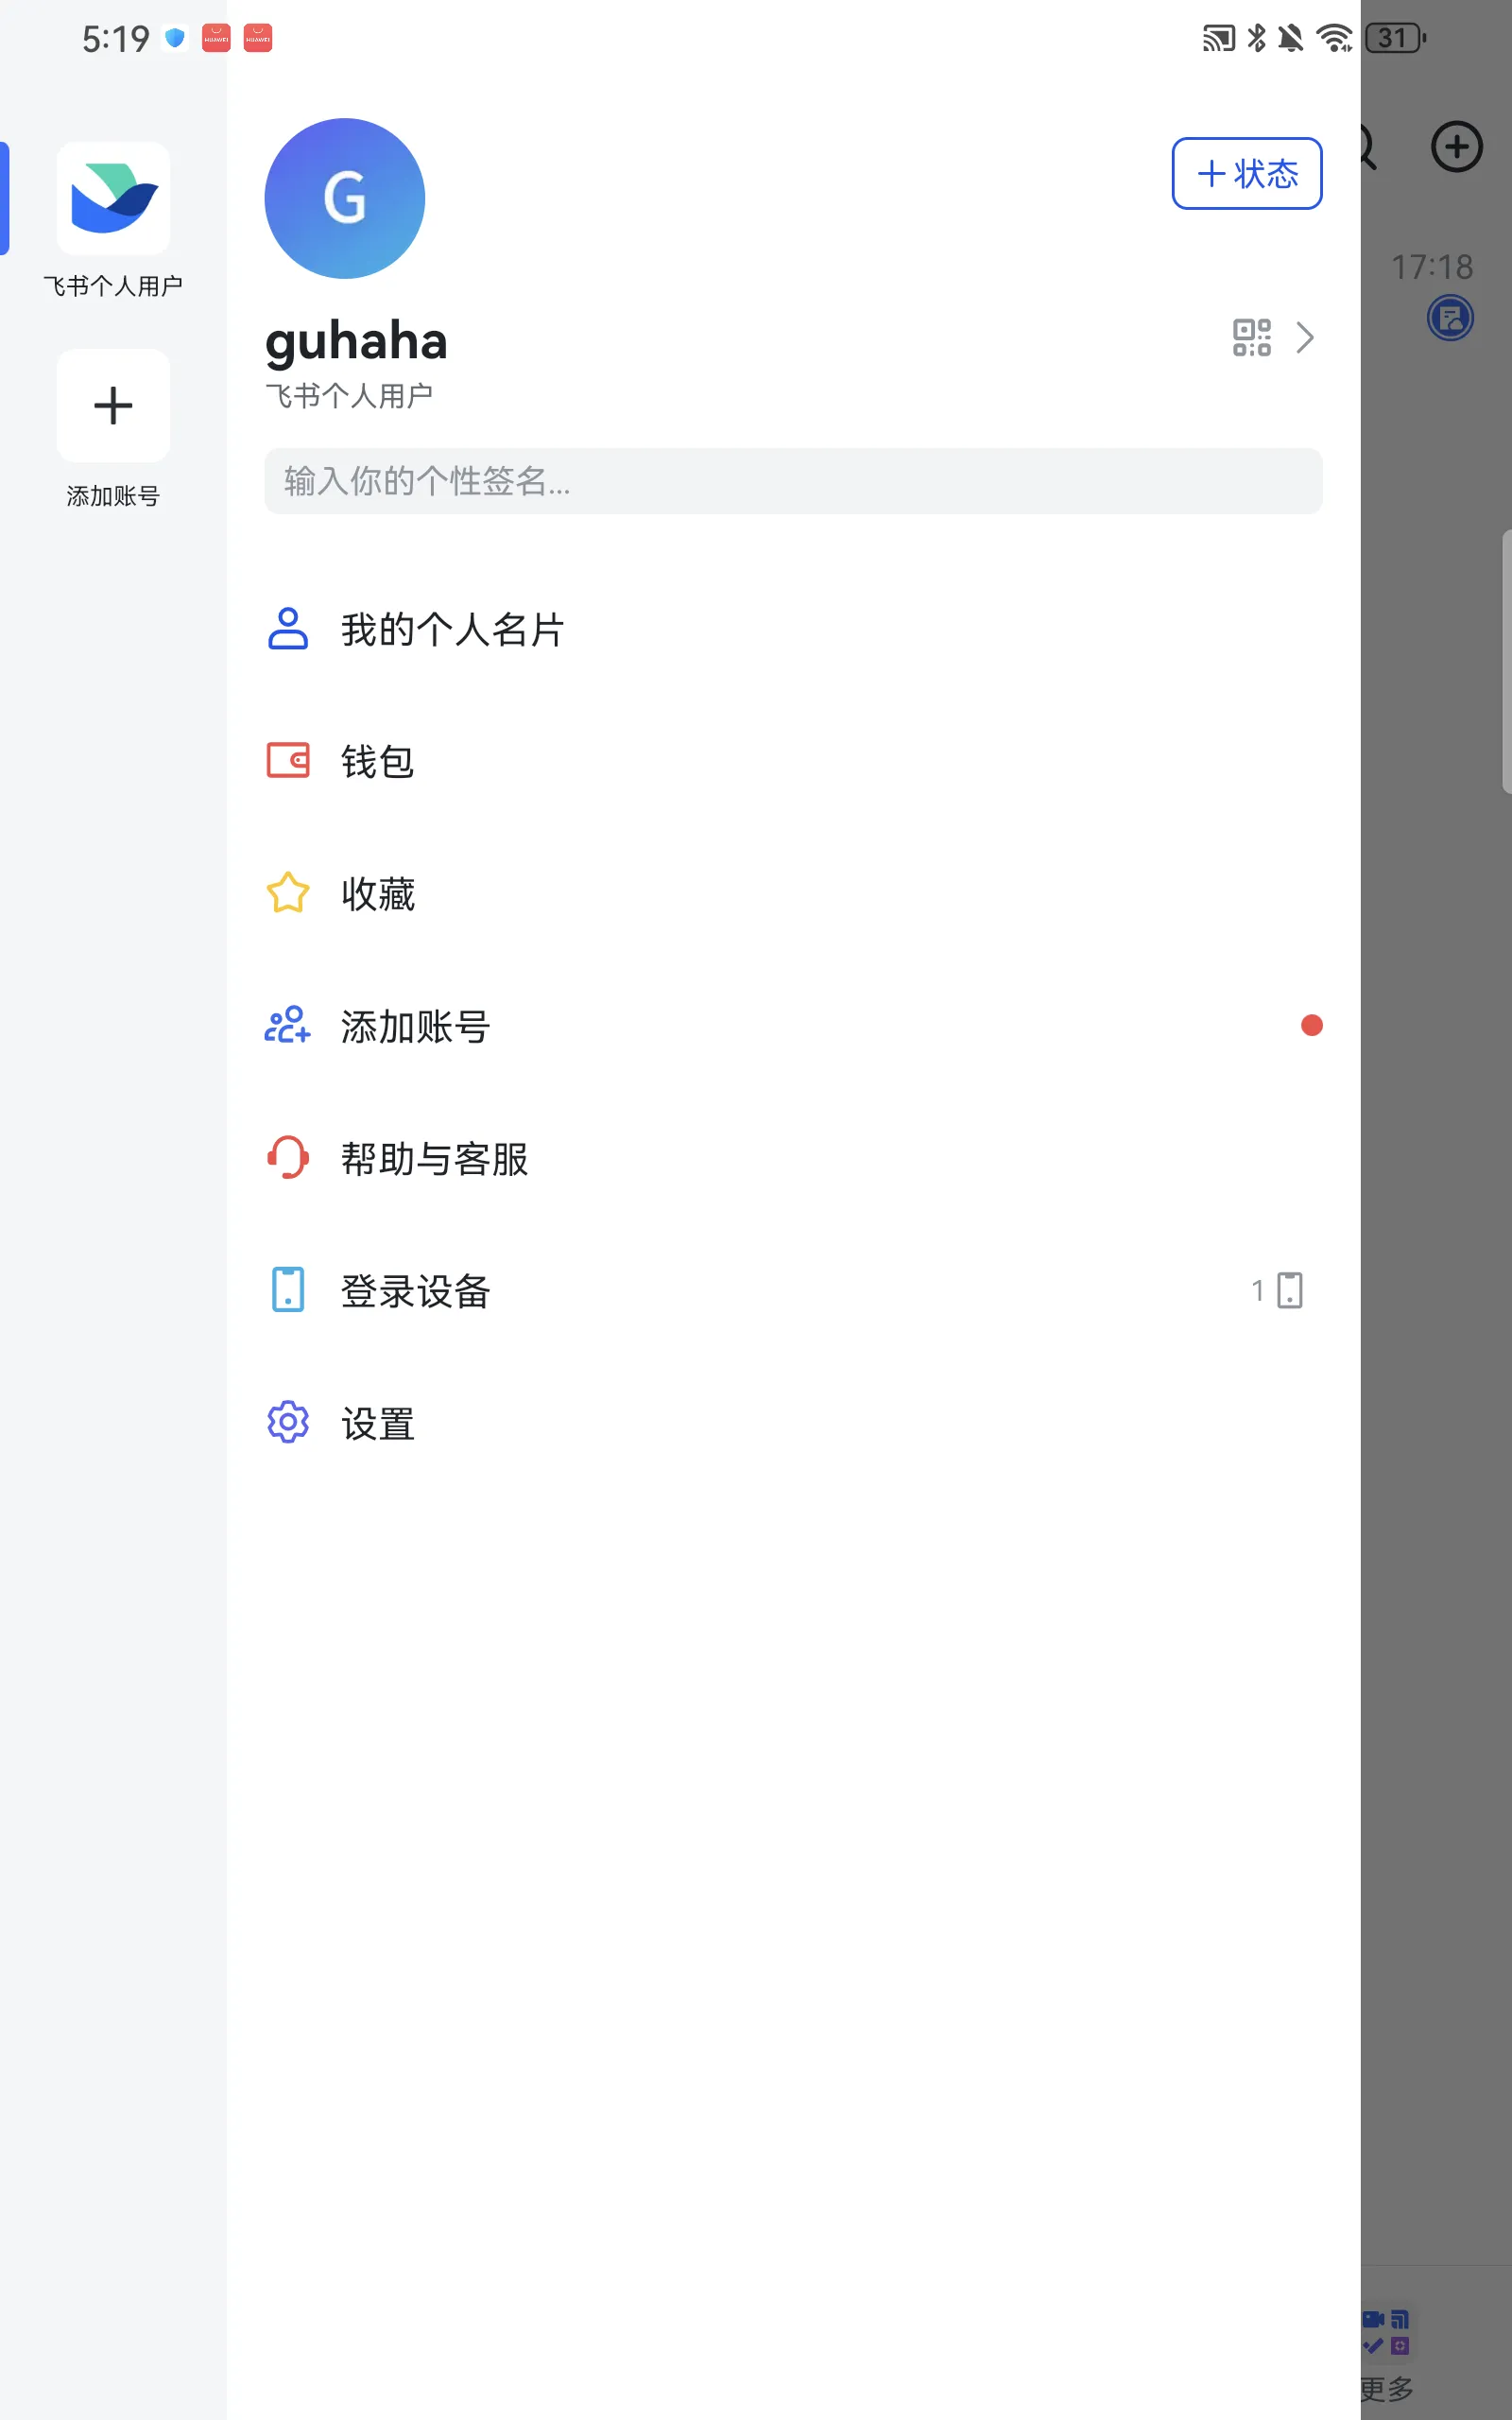 5:19
HUAWEI
HUAWEI
31
飞书个人用户
添加账号
G
+ 状态
guhaha
飞书个人用户
输入你的个性签名...
我的个人名片
钱包
收藏
添加账号
帮助与客服
登录设备
1
设置
17:18
更多